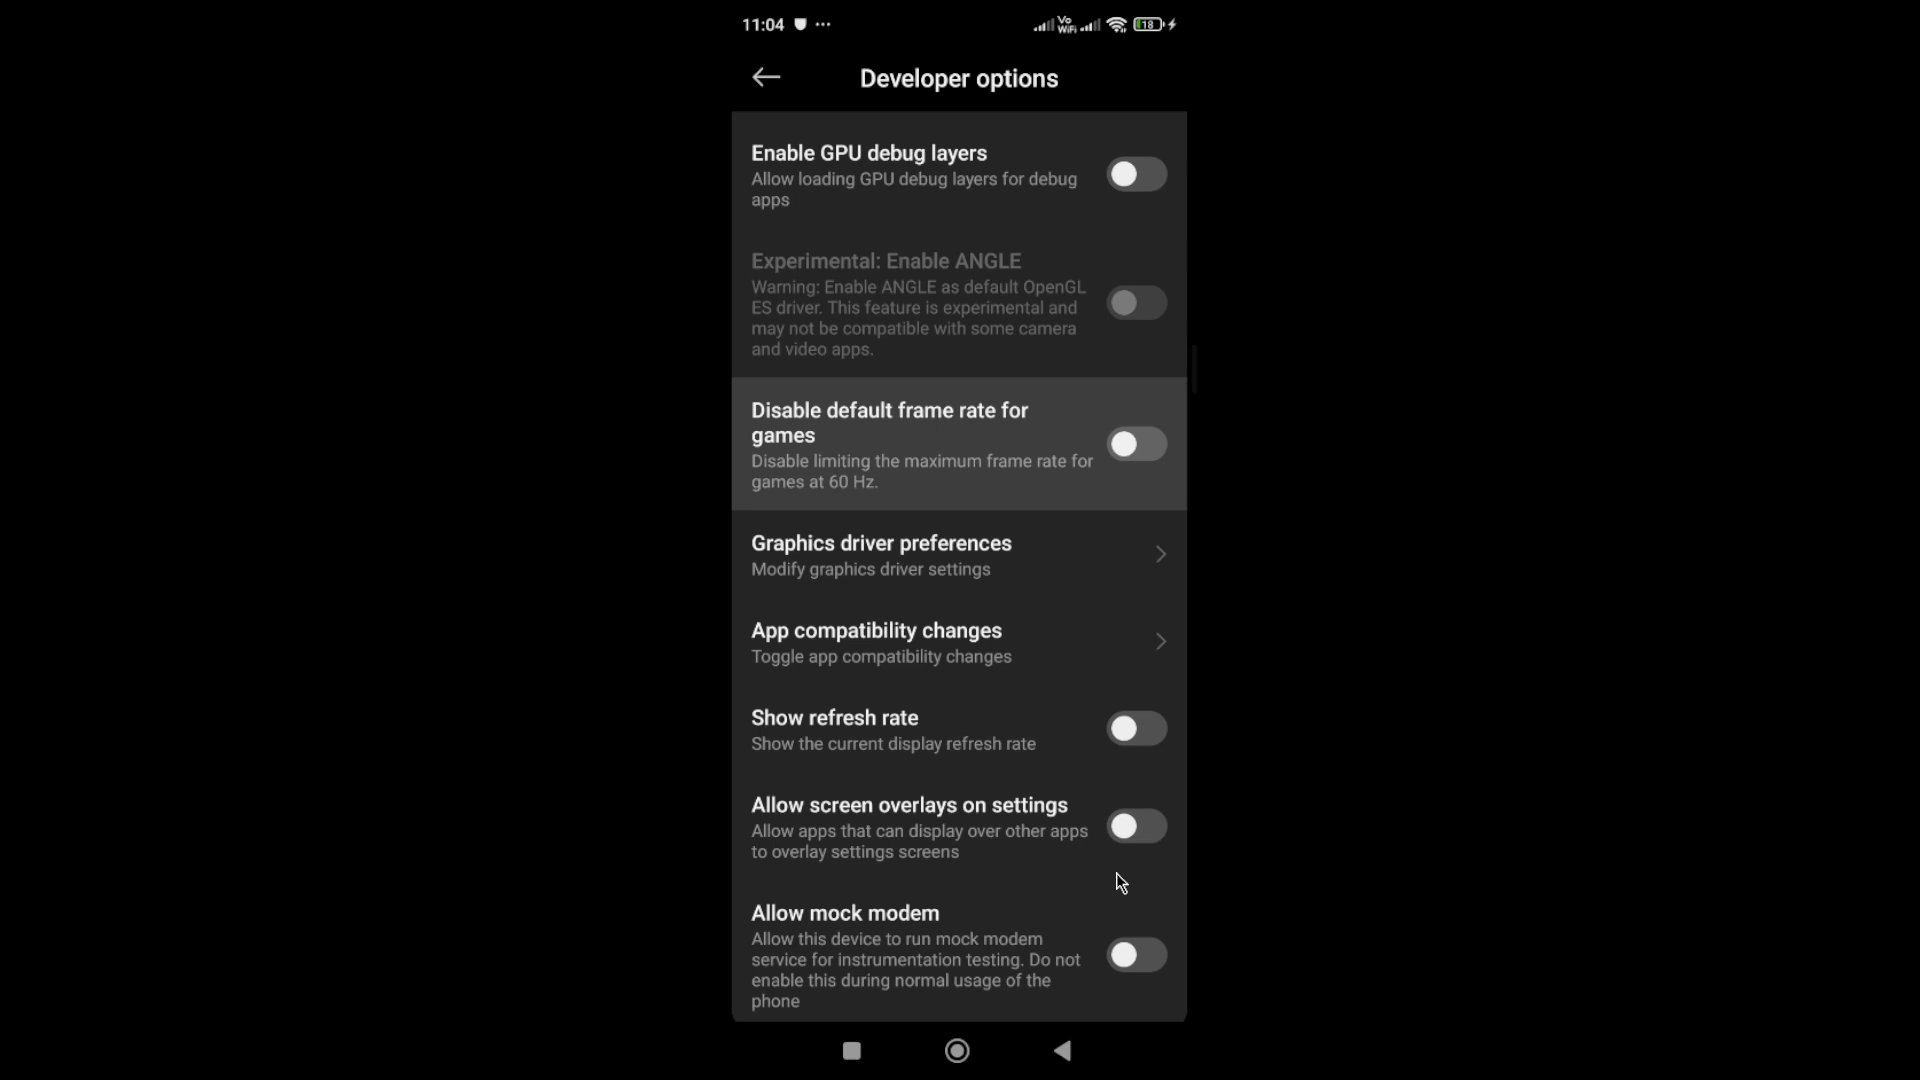 11:04 ... Vo WiFi 18
Developer options
Enable GPU debug layers
Allow loading GPU debug layers for debug
apps
Experimental: Enable ANGLE
Warning: Enable ANGLE as default OpenGL
ES driver. This feature is experimental and
may not be compatible with some camera
and video apps.
Disable default frame rate for
games
Disable limiting the maximum frame rate for
games at 60 Hz.
Graphics driver preferences
Modify graphics driver settings
App compatibility changes
Toggle app compatibility changes
Show refresh rate
Show the current display refresh rate
Allow screen overlays on settings
Allow apps that can display over other apps
to overlay settings screens
Allow mock modem
Allow this device to run mock modem
service for instrumentation testing. Do not
enable this during normal usage of the
phone